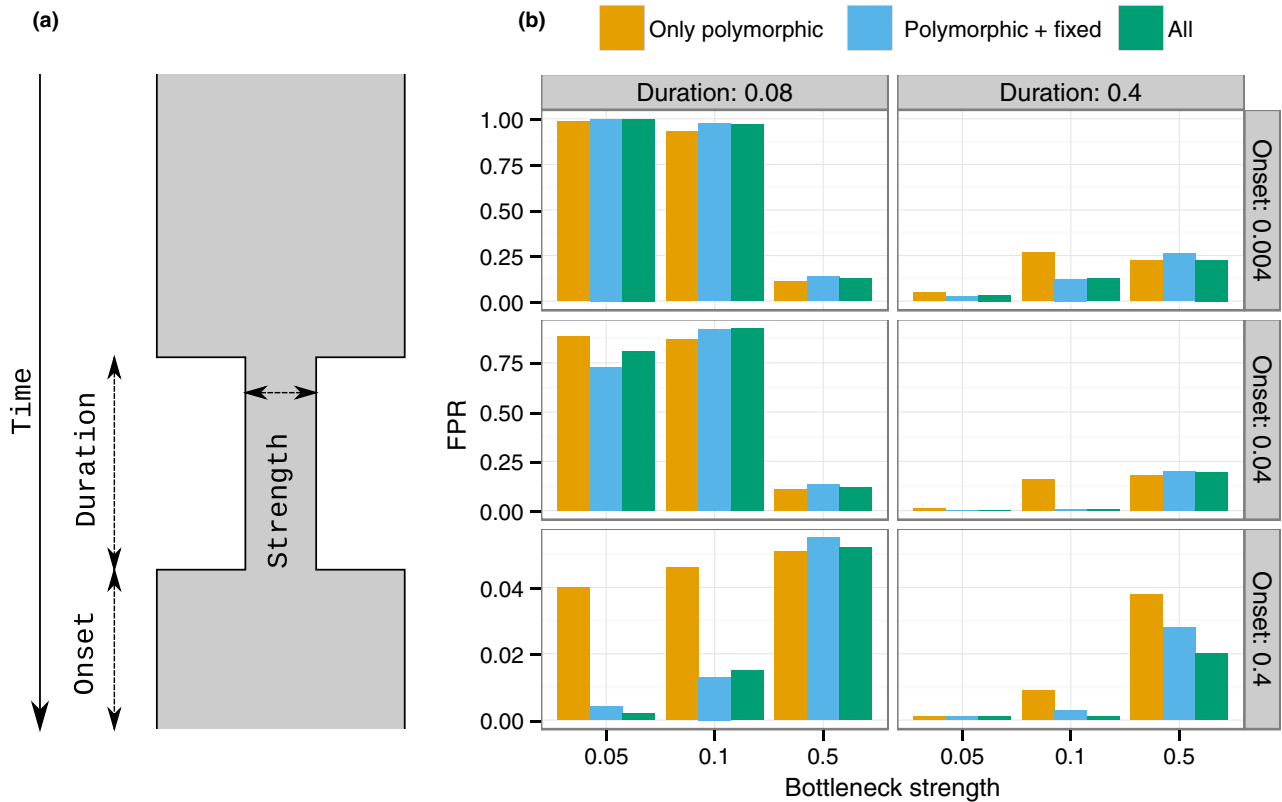 (a)
Time
Duration
Strength
Onset
(b)
Only polymorphic
Polymorphic + fixed
All
Duration: 0.08
Duration: 0.4
FPR
1.00
0.75
0.50
0.25
0.00
Onset: 0.004
0.75
0.50
0.25
0.00
Onset: 0.04
0.04
0.02
0.00
Onset: 0.4
0.05
0.1
0.5
0.05
0.1
0.5
Bottleneck strength